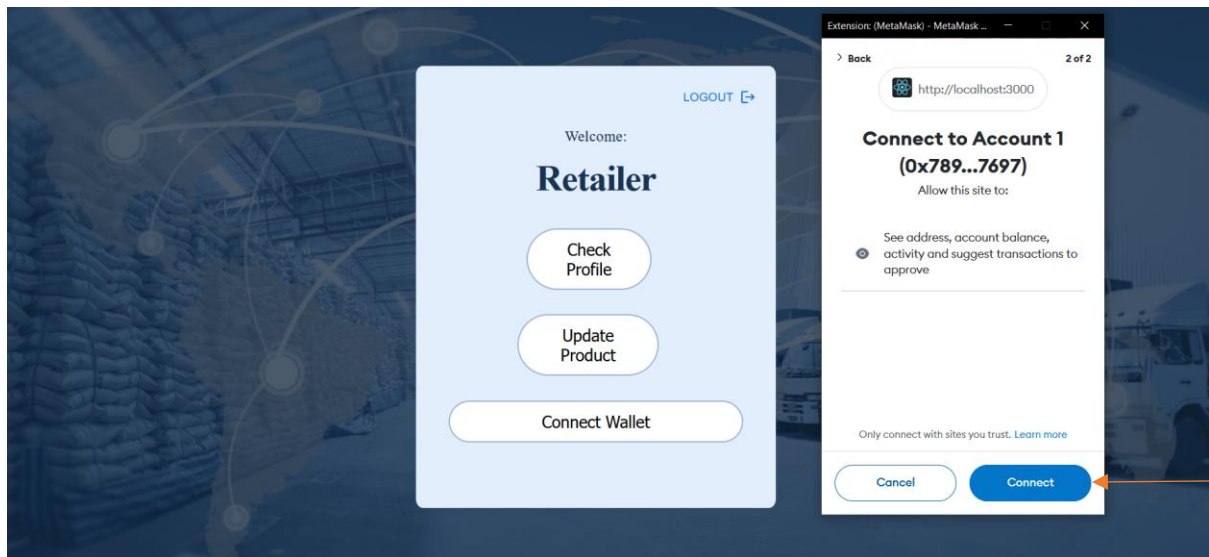 LOGOUT
Welcome:
Retailer
Check
Profile
Update
Product
Connect Wallet
Extension: (MetaMask) - MetaMask ...
> Back
2 of 2
http://localhost:3000
Connect to Account 1
(0x789...7697)
Allow this site to:
See address, account balance,
activity and suggest transactions to
approve
Only connect with sites you trust. Learn more
Cancel
Connect